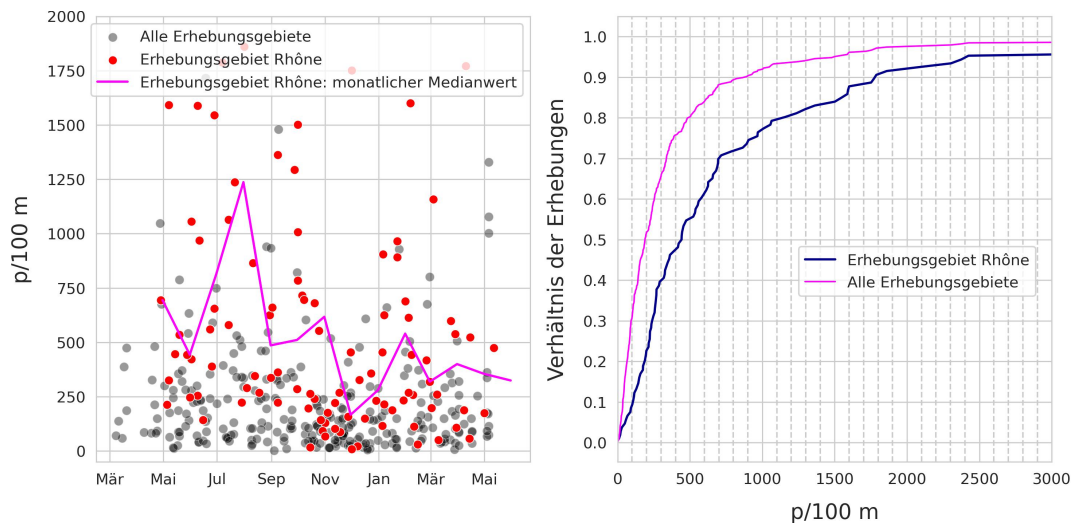 2000
1750
1500
1250
1000
750
500
250
0
p/100 m
Alle Erhebungsgebiete
Erhebungsgebiet Rhône
Erhebungsgebiet Rhône: monatlicher Medianwert
Mär Mai Jul Sep Nov Jan Mär Mai
1.0
0.9
0.8
0.7
0.6
0.5
0.4
0.3
0.2
0.1
0.0
Verhältnis der Erhebungen
Erhebungsgebiet Rhône
Alle Erhebungsgebiete
0 500 1000 1500 2000 2500 3000
p/100 m